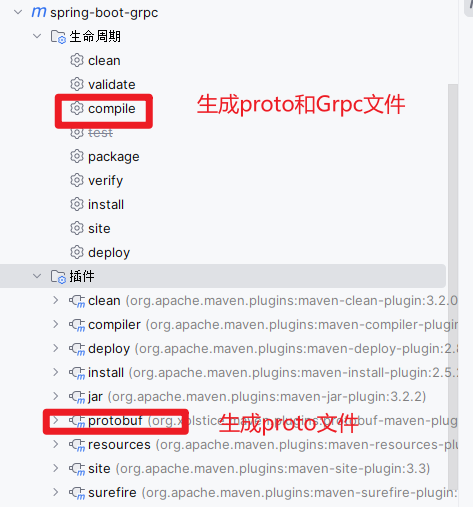 spring-boot-grpc
生命周期
clean
validate
compile
生成proto和Grpc文件
test
package
verify
install
site
deploy
插件
clean (org.apache.maven.plugins:maven-clean-plugin:3.2.0
compiler (org.apache.maven.plugins:maven-compiler-plugin
deploy (org.apache.maven.plugins:maven-deploy-plugin:2.8
install (org.apache.maven.plugins:maven-install-plugin:2.5.
jar (org.apache.maven.plugins:maven-jar-plugin:3.2.2)
protobuf (org.xolstice.maven.plugins:protobuf-maven-plug
生成proto文件
resources (org.apache.maven.plugins:maven-resources-pl
site (org.apache.maven.plugins:maven-site-plugin:3.3)
surefire (org.apache.maven.plugins:maven-surefire-plugin: